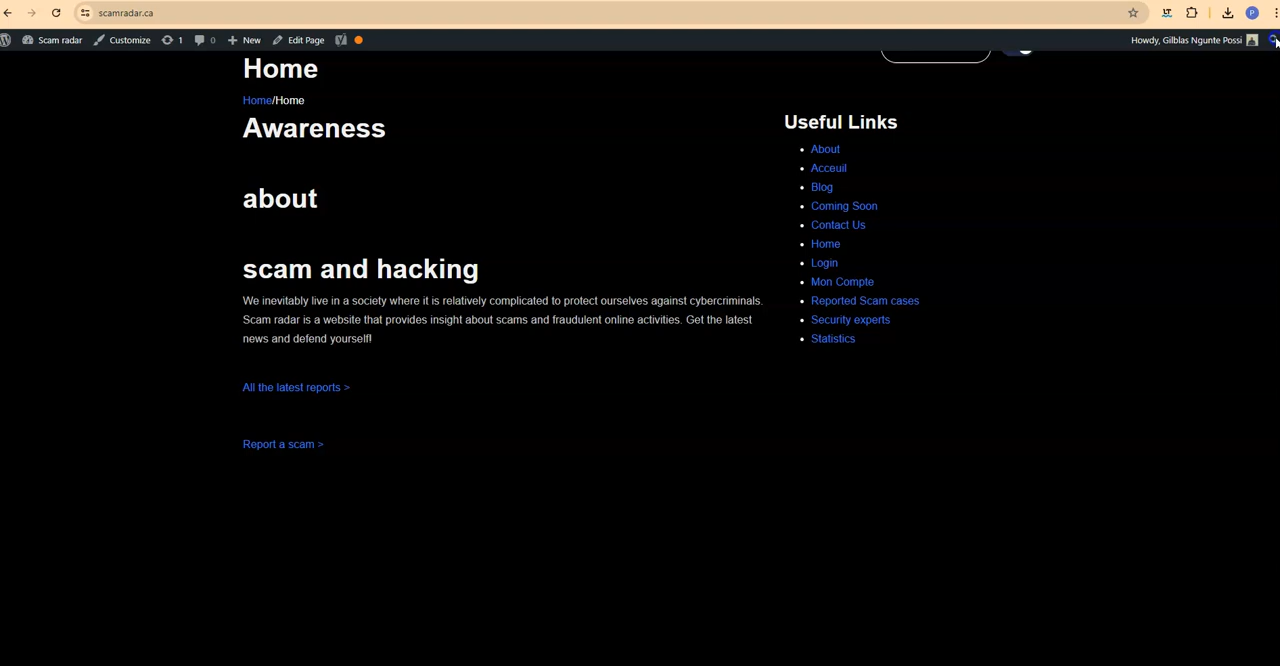 scamradar.ca
Scam radar Customize 1 0 New Edit Page Howdy, Gilblas Ngunte Possi
Home
Home/Home
Awareness
about
scam and hacking
We inevitably live in a society where it is relatively complicated to protect ourselves against cybercriminals.
Scam radar is a website that provides insight about scams and fraudulent online activities. Get the latest
news and defend yourself!
All the latest reports >
Report a scam >
Useful Links
About
Acceuil
Blog
Coming Soon
Contact Us
Home
Login
Mon Compte
Reported Scam cases
Security experts
Statistics